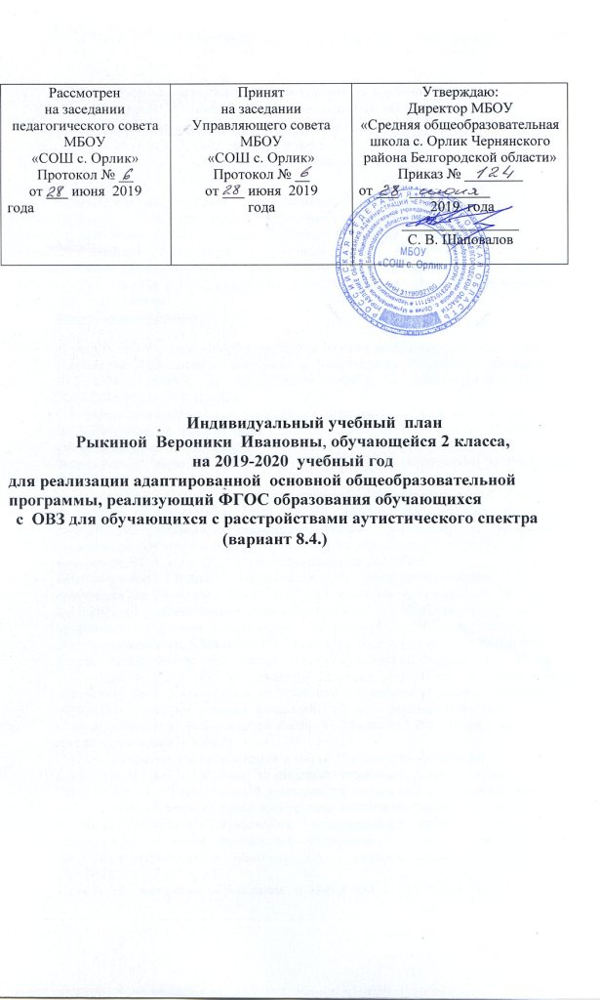 Рассмотрен
на заседании
педагогического совета
МБОУ
«СОШ с. Орлик»
Протокол № 6
от 28 июня 2019
года
Принят
на заседании
Управляющего совета
МБОУ
«СОШ с. Орлик»
Протокол № 6
от 28 июня 2019
года
Утверждаю:
Директор МБОУ
«Средняя общеобразовательная
школа с. Орлик Чернянского
района Белгородской области»
Приказ № 124
от 28 июня
2019 года
С. В. Шаповалов
МБОУ
«СОШ с. Орлик»
ИНН 3119002160
Индивидуальный учебный план
Рыкиной Вероники Ивановны, обучающейся 2 класса,
на 2019-2020 учебный год
для реализации адаптированной основной общеобразовательной
программы, реализующий ФГОС образования обучающихся
с ОВЗ для обучающихся с расстройствами аутистического спектра
(вариант 8.4.)